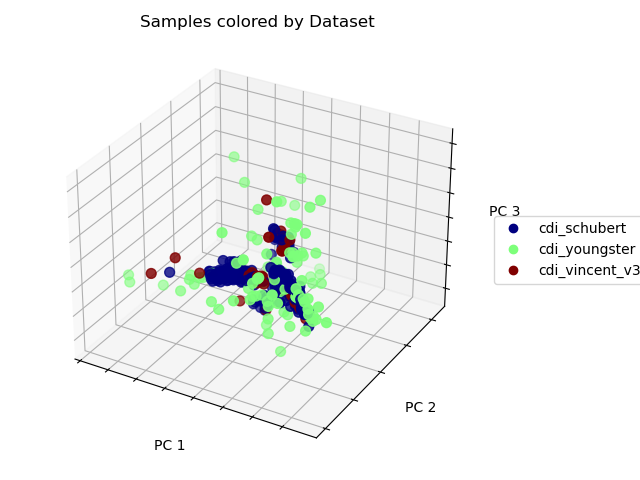 Samples colored by Dataset
PC 3
cdi_schubert
cdi_youngster
cdi_vincent_v3
PC 2
PC 1